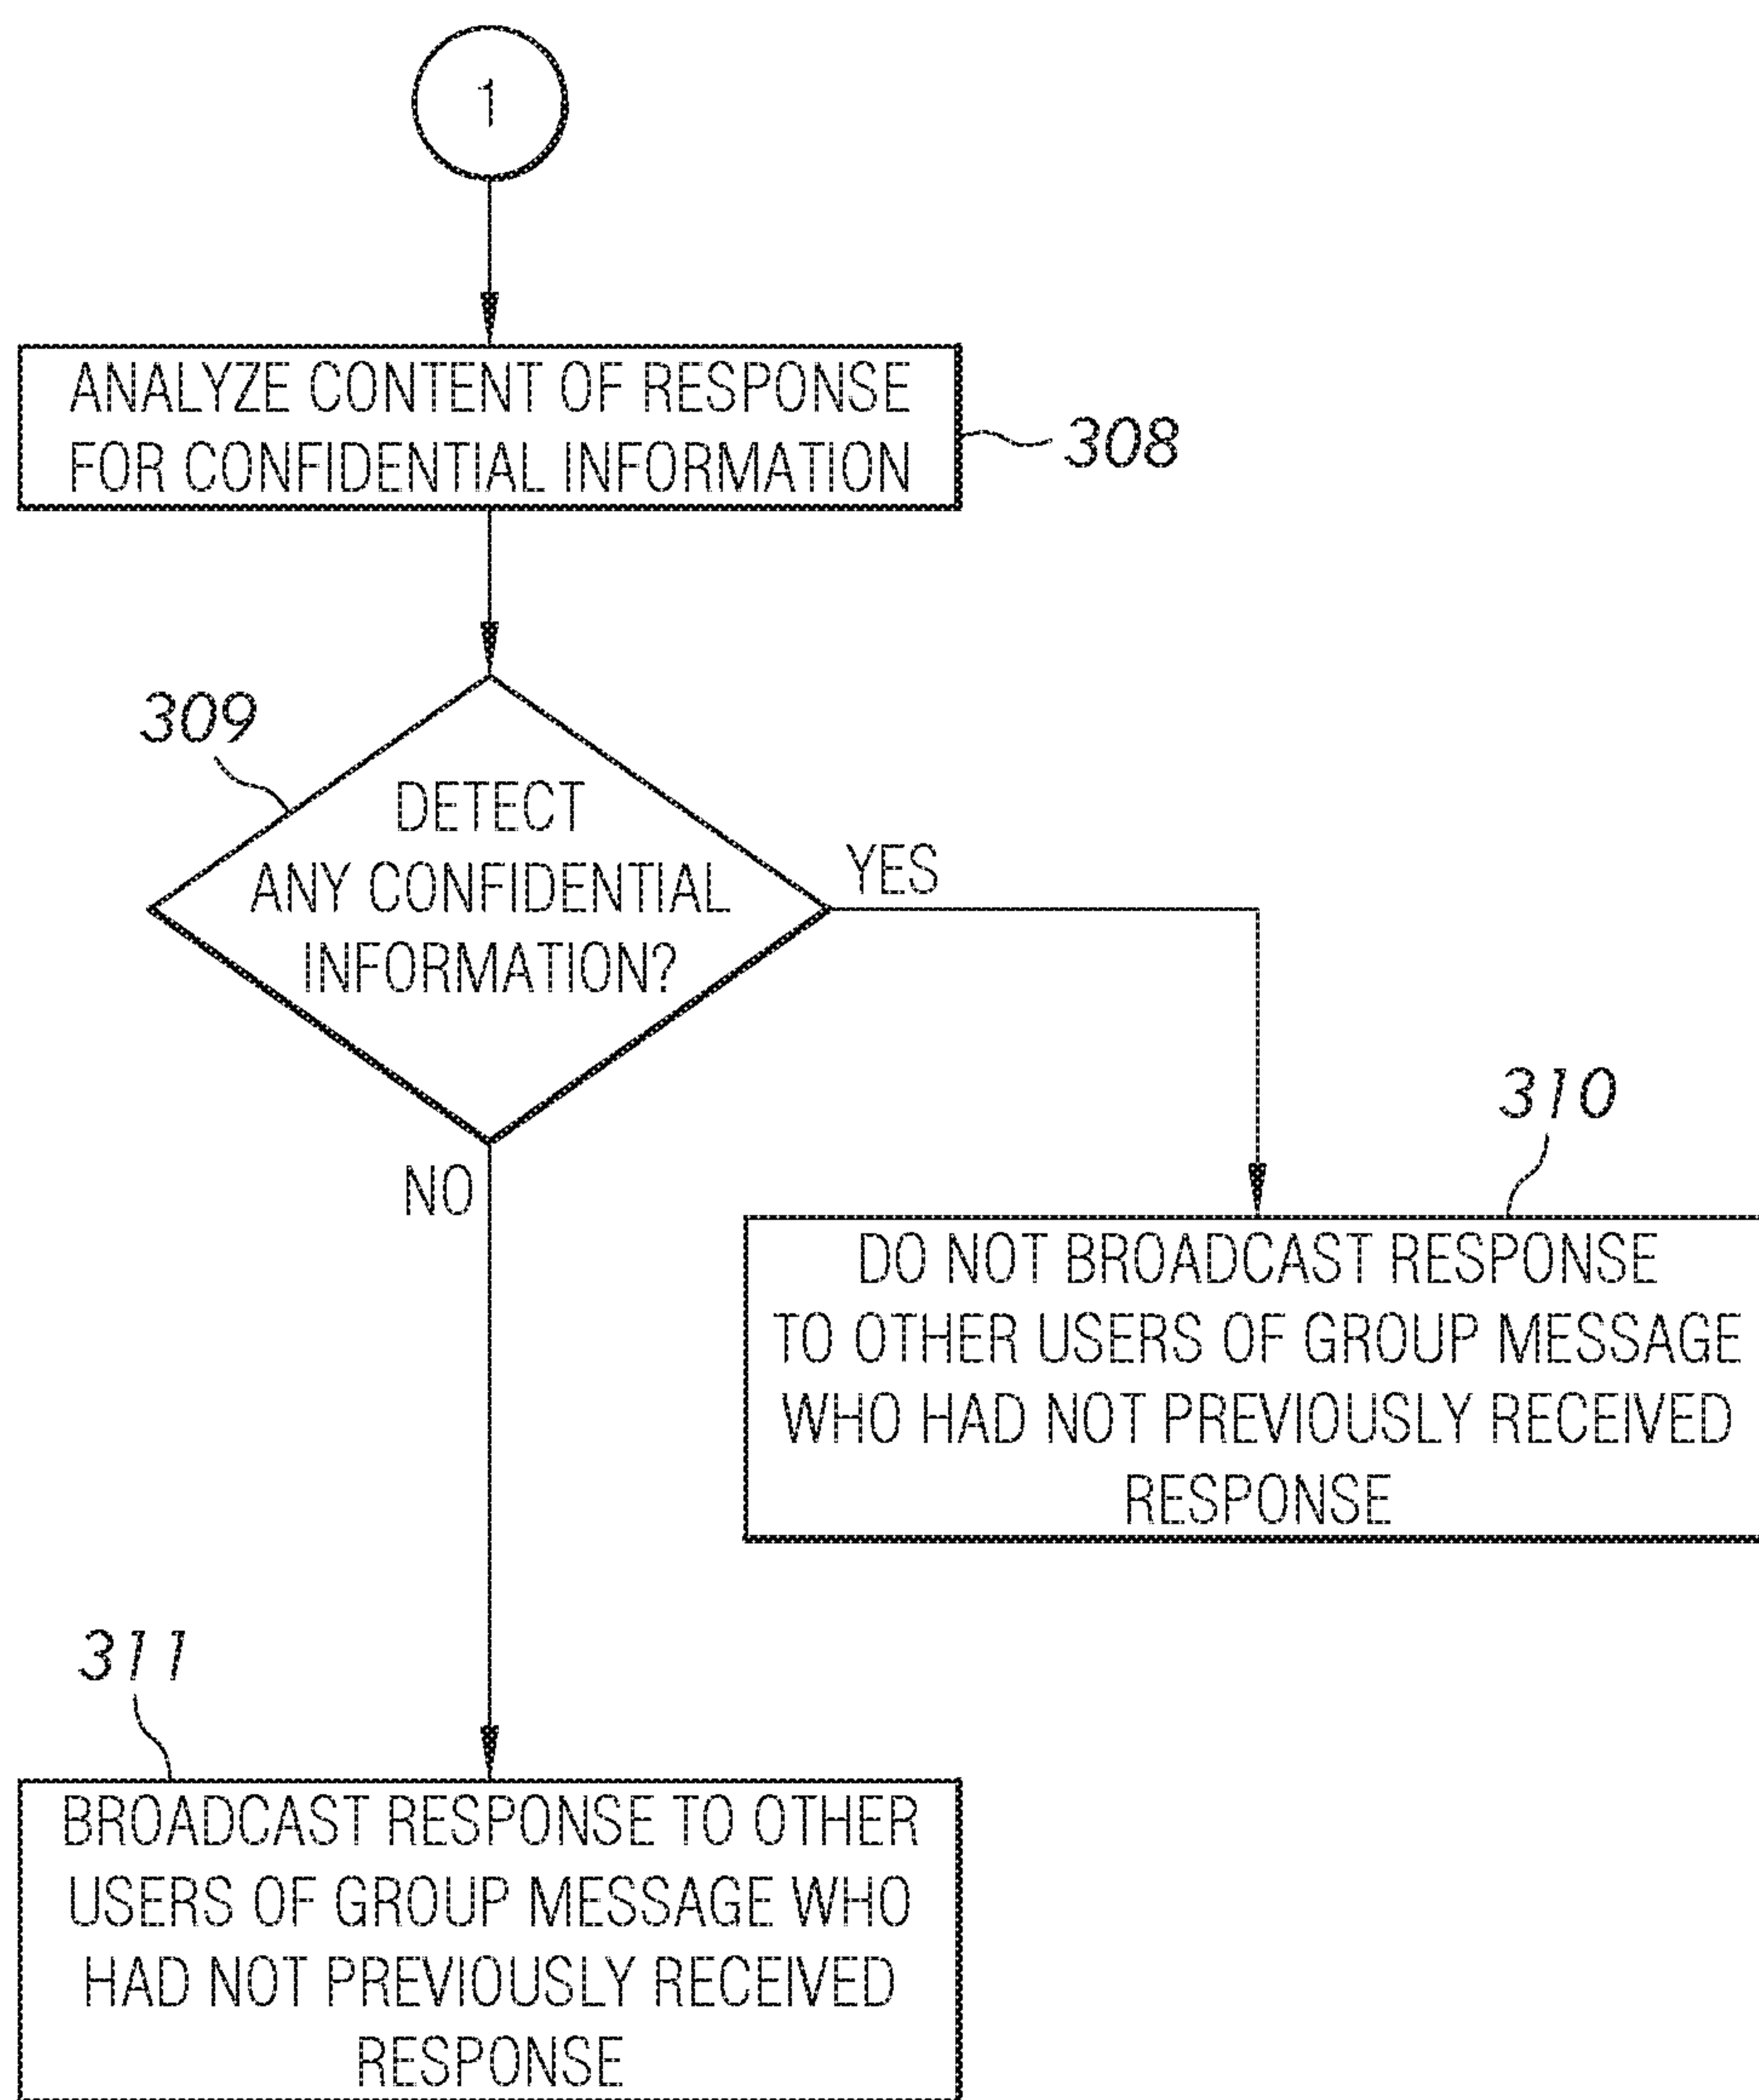 1
ANALYZE CONTENT OF RESPONSE
FOR CONFIDENTIAL INFORMATION
308
309
DETECT
ANY CONFIDENTIAL
INFORMATION?
YES
NO
310
DO NOT BROADCAST RESPONSE
TO OTHER USERS OF GROUP MESSAGE
WHO HAD NOT PREVIOUSLY RECEIVED
RESPONSE
311
BROADCAST RESPONSE TO OTHER
USERS OF GROUP MESSAGE WHO
HAD NOT PREVIOUSLY RECEIVED
RESPONSE